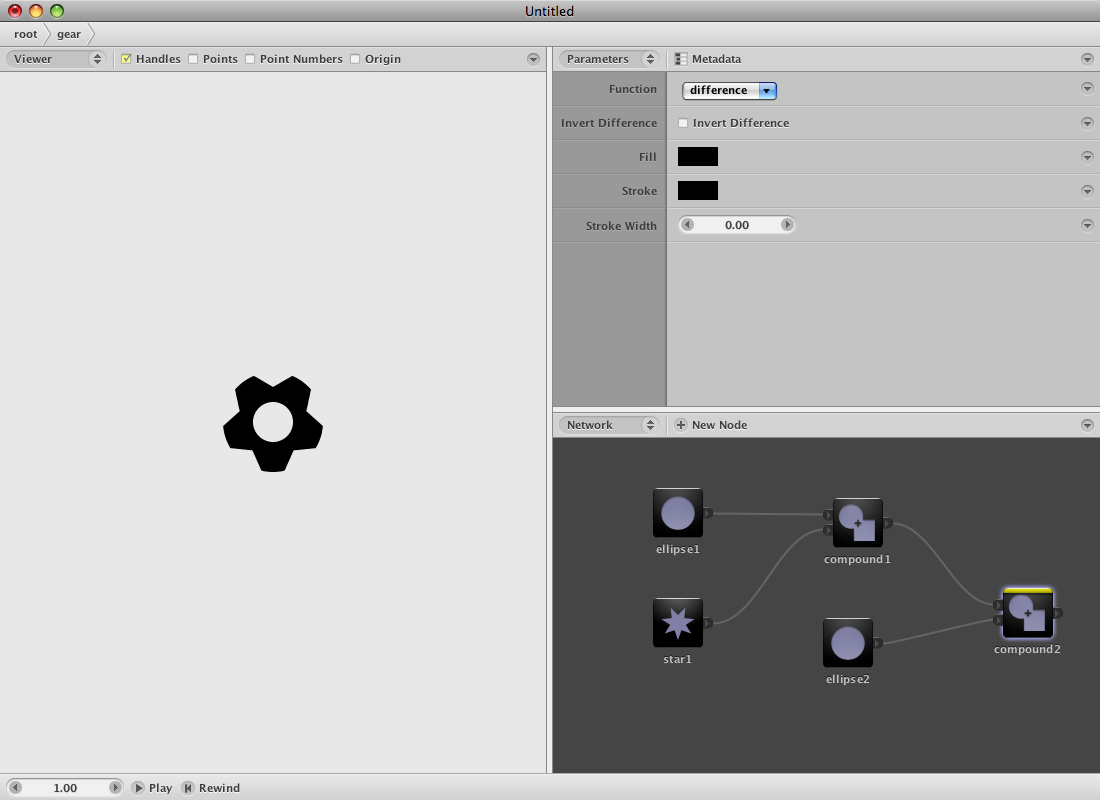 Untitled
root gear
Viewer Handles Points Point Numbers Origin
Parameters Metadata
Function difference
Invert Difference Invert Difference
Fill
Stroke
Stroke Width 0.00
Network New Node
ellipse1
compound1
star1
compound2
ellipse2
1.00 Play Rewind